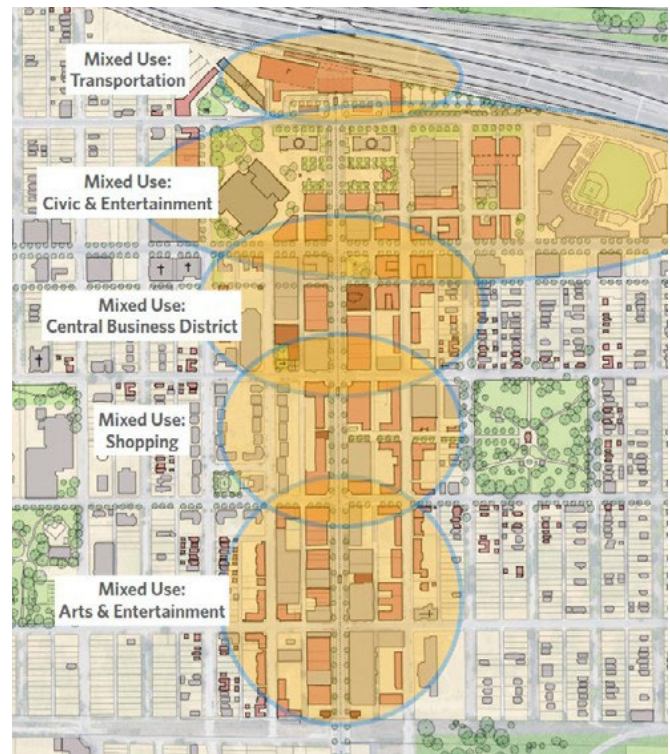 Mixed Use:
Transportation
Mixed Use:
Civic & Entertainment
Mixed Use:
Central Business District
Mixed Use:
Shopping
Mixed Use:
Arts & Entertainment